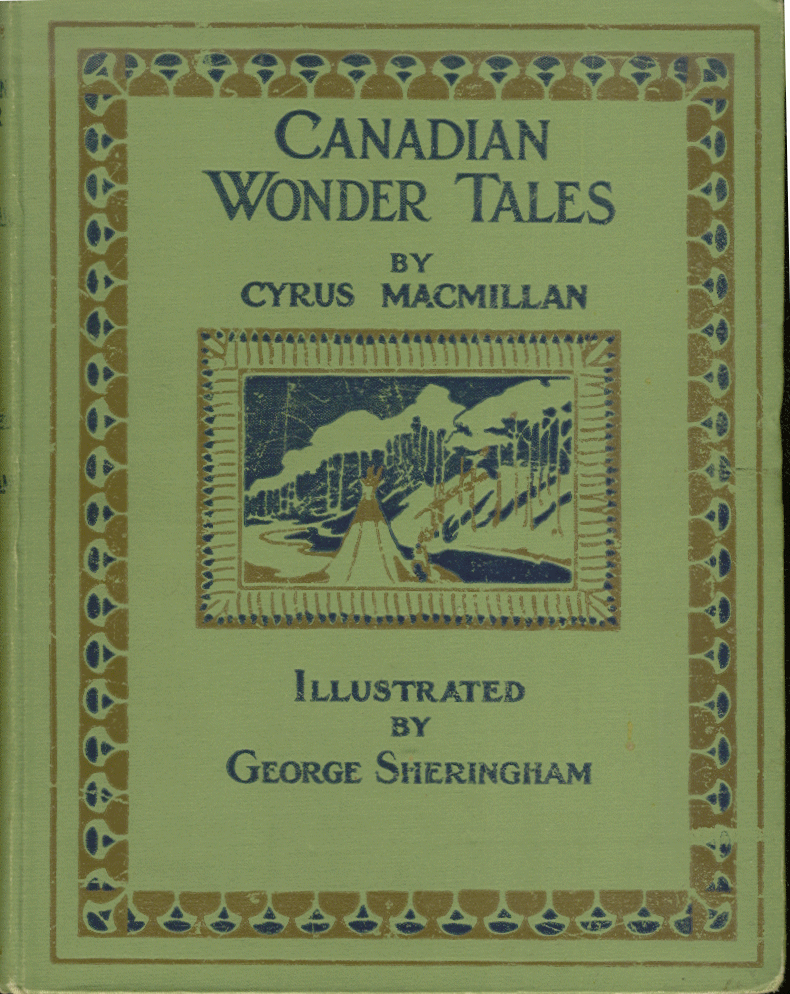 CANADIAN
WONDER TALES
BY
CYRUS MACMILLAN
ILLUSTRATED
BY
GEORGE SHERINGHAM